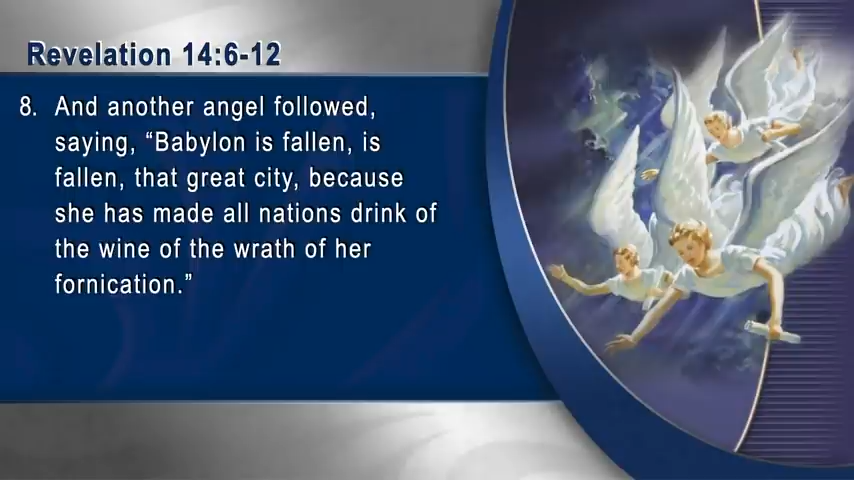 Revelation 14:6-12
8. And another angel followed,
saying, “Babylon is fallen, is
fallen, that great city, because
she has made all nations drink of
the wine of the wrath of her
fornication.”